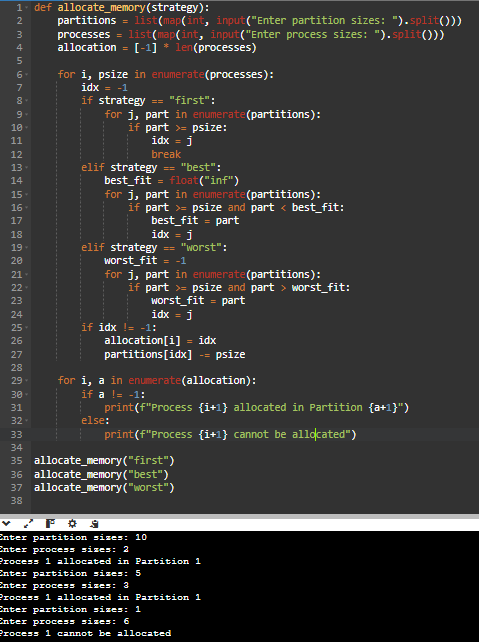 1 def allocate_memory(strategy):
2     partitions = list(map(int, input("Enter partition sizes: ").split()))
3     processes = list(map(int, input("Enter process sizes: ").split()))
4     allocation = [-1] * len(processes)
5
6     for i, psize in enumerate(processes):
7         idx = -1
8         if strategy == "first":
9             for j, part in enumerate(partitions):
10                 if part >= psize:
11                     idx = j
12                     break
13         elif strategy == "best":
14             best_fit = float("inf")
15             for j, part in enumerate(partitions):
16                 if part >= psize and part < best_fit:
17                     best_fit = part
18                     idx = j
19         elif strategy == "worst":
20             worst_fit = -1
21             for j, part in enumerate(partitions):
22                 if part >= psize and part > worst_fit:
23                     worst_fit = part
24                     idx = j
25         if idx != -1:
26             allocation[i] = idx
27             partitions[idx] -= psize
28
29     for i, a in enumerate(allocation):
30         if a != -1:
31             print(f"Process {i+1} allocated in Partition {a+1}")
32         else:
33             print(f"Process {i+1} cannot be allocated")
34
35 allocate_memory("first")
36 allocate_memory("best")
37 allocate_memory("worst")
38
Enter partition sizes: 10
Enter process sizes: 2
Process 1 allocated in Partition 1
Enter partition sizes: 5
Enter process sizes: 3
Process 1 allocated in Partition 1
Enter partition sizes: 1
Enter process sizes: 6
Process 1 cannot be allocated